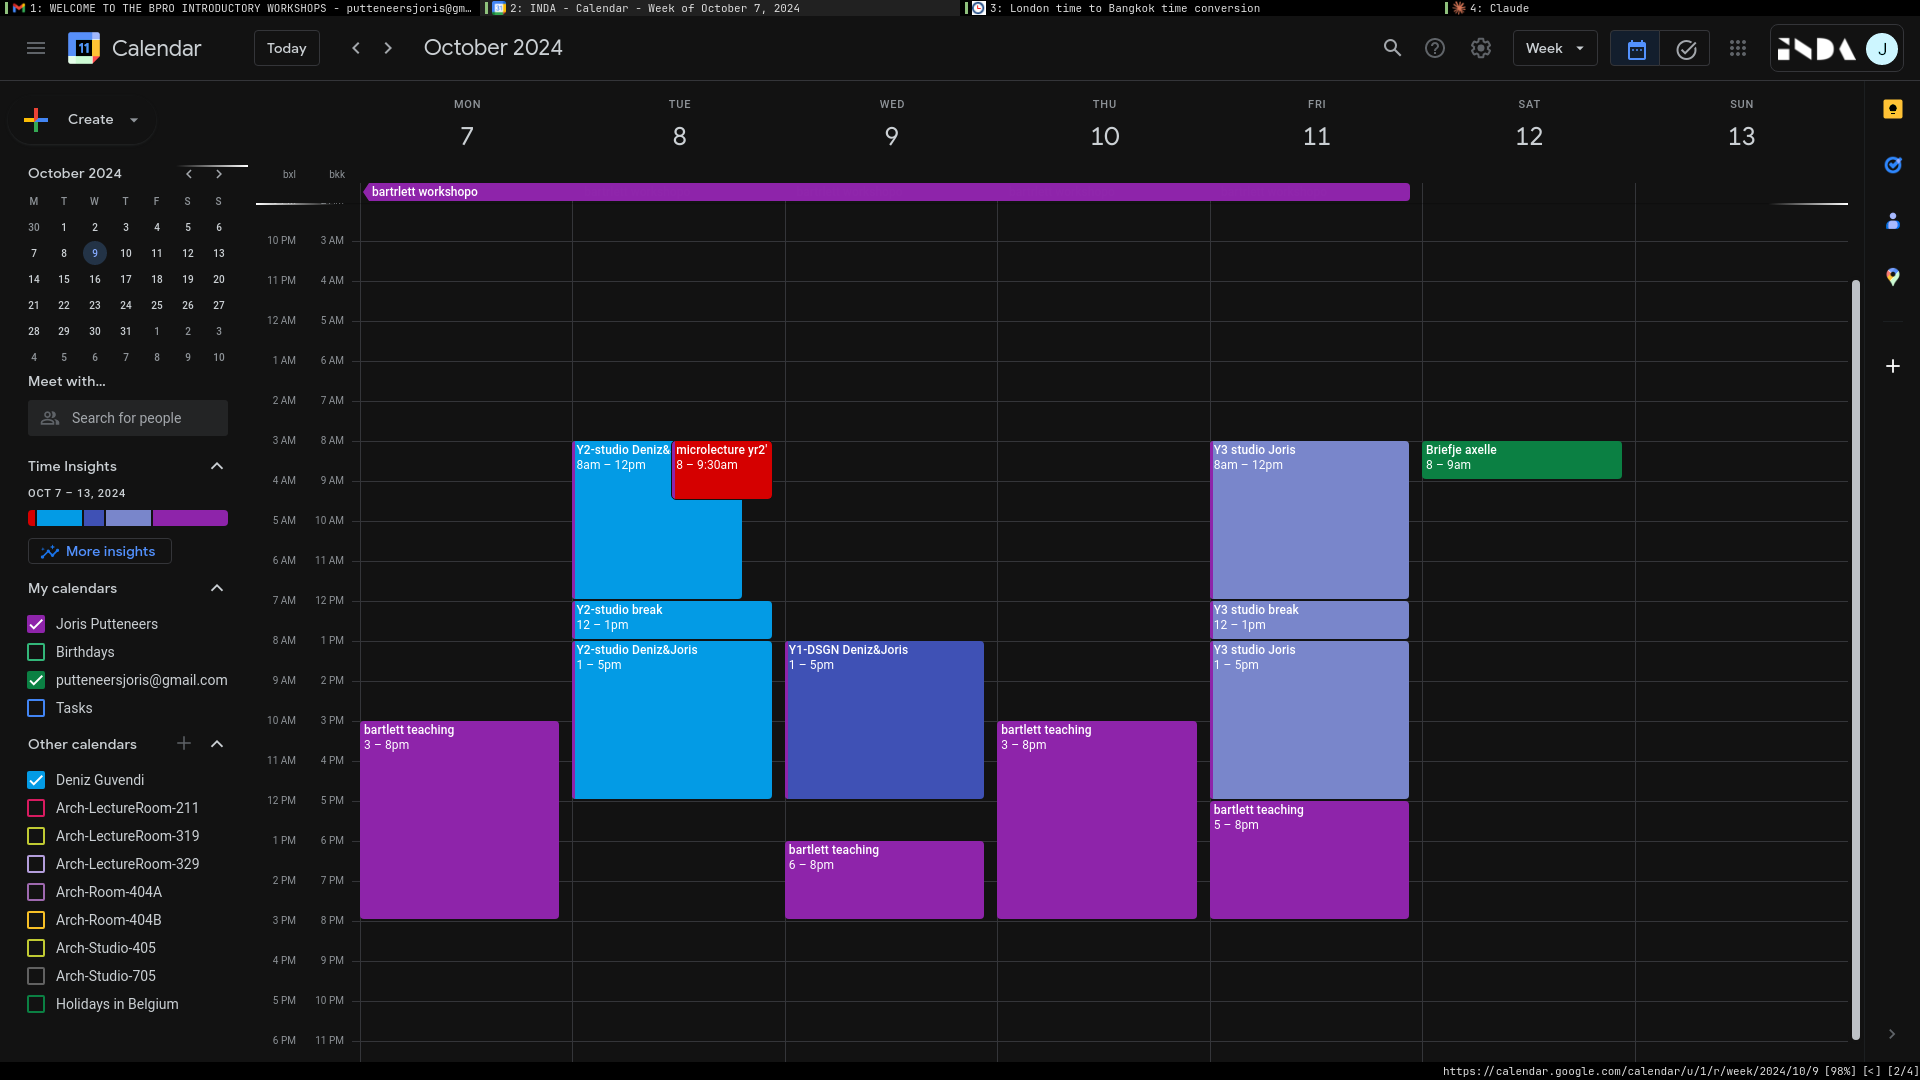 1: WELCOME TO THE BPRO INTRODUCTORY WORKSHOPS - putteneersjoris@gm…
2: INDA - Calendar - Week of October 7, 2024
3: London time to Bangkok time conversion
4: Claude
11
Calendar
Today
October 2024
Week
INDA
J
Create
MON
TUE
WED
THU
FRI
SAT
SUN
7
8
9
10
11
12
13
bxl
bkk
bartrlett workshopo
October 2024
M T W T F S S
30 1 2 3 4 5 6
7 8 9 10 11 12 13
14 15 16 17 18 19 20
21 22 23 24 25 26 27
28 29 30 31 1 2 3
4 5 6 7 8 9 10
Meet with…
Search for people
Time Insights
OCT 7 – 13, 2024
More insights
My calendars
Joris Putteneers
Birthdays
putteneersjoris@gmail.com
Tasks
Other calendars
Deniz Guvendi
Arch-LectureRoom-211
Arch-LectureRoom-319
Arch-LectureRoom-329
Arch-Room-404A
Arch-Room-404B
Arch-Studio-405
Arch-Studio-705
Holidays in Belgium
10 PM 3 AM
11 PM 4 AM
12 AM 5 AM
1 AM 6 AM
2 AM 7 AM
3 AM 8 AM
4 AM 9 AM
5 AM 10 AM
6 AM 11 AM
7 AM 12 PM
8 AM 1 PM
9 AM 2 PM
10 AM 3 PM
11 AM 4 PM
12 PM 5 PM
1 PM 6 PM
2 PM 7 PM
3 PM 8 PM
4 PM 9 PM
5 PM 10 PM
6 PM 11 PM
bartlett teaching
3 – 8pm
Y2-studio Deniz&
8am – 12pm
microlecture yr2'
8 – 9:30am
Y2-studio break
12 – 1pm
Y2-studio Deniz&Joris
1 – 5pm
Y1-DSGN Deniz&Joris
1 – 5pm
bartlett teaching
6 – 8pm
bartlett teaching
3 – 8pm
Y3 studio Joris
8am – 12pm
Y3 studio break
12 – 1pm
Y3 studio Joris
1 – 5pm
bartlett teaching
5 – 8pm
Briefje axelle
8 – 9am
https://calendar.google.com/calendar/u/1/r/week/2024/10/9 [98%] [<] [2/4]